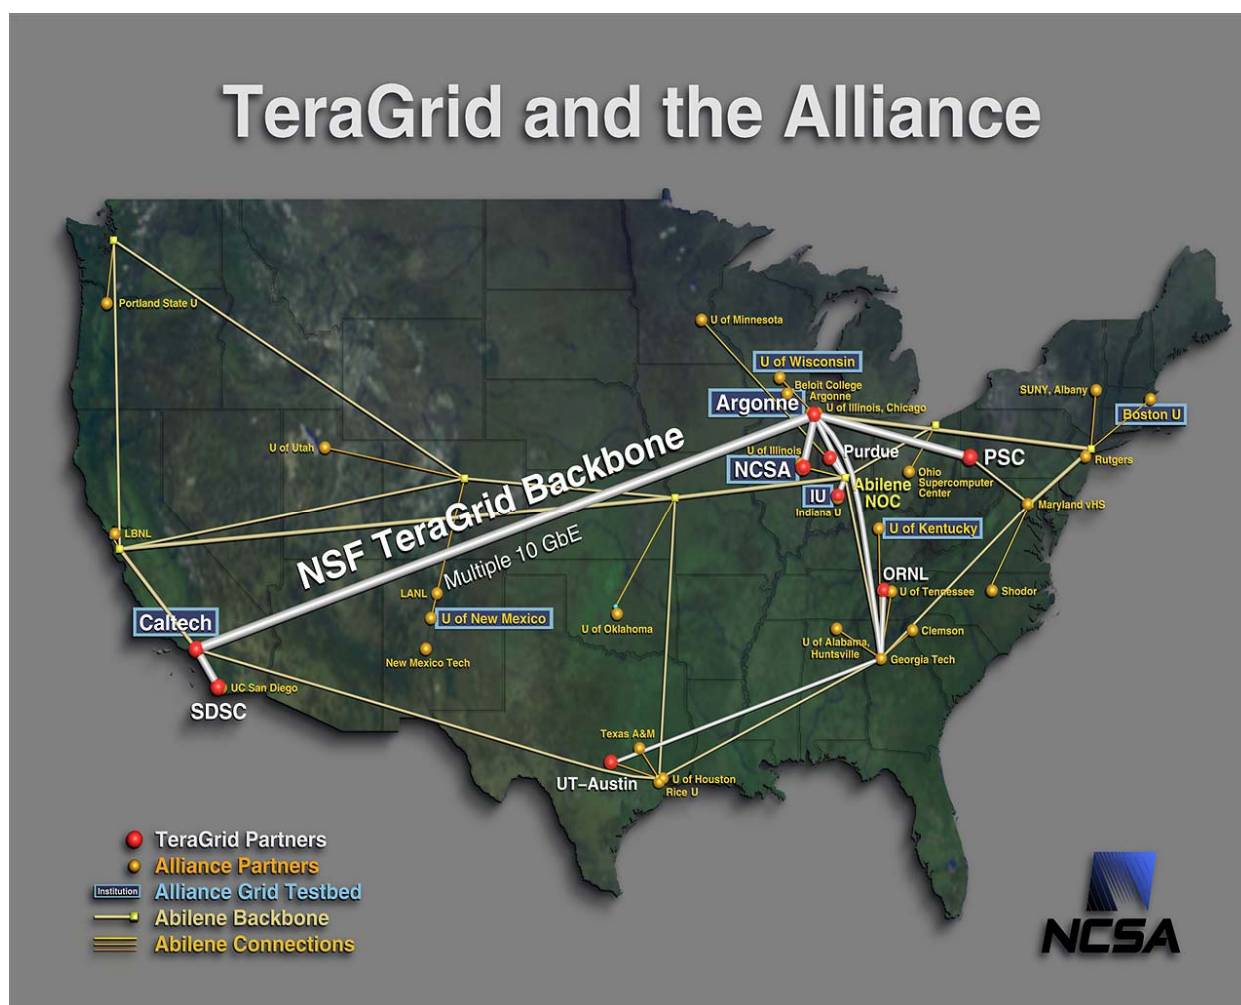 TeraGrid and the Alliance
Portland State U
U of Minnesota
U of Wisconsin
Beloit College
Argonne
Argonne
U of Illinois, Chicago
SUNY, Albany
Boston U
U of Utah
NSF TeraGrid Backbone
Multiple 10 GbE
U of Illinois
NCSA
Purdue
PSC
Rutgers
Abilene
NOC
Ohio
Supercomputer
Center
IU
Indiana U
Maryland vHS
LBNL
U of Kentucky
ORNL
U of Tennessee
Shodor
LANL
U of New Mexico
New Mexico Tech
U of Oklahoma
U of Alabama,
Huntsville
Clemson
Georgia Tech
Caltech
UC San Diego
SDSC
Texas A&M
UT-Austin
U of Houston
Rice U
TeraGrid Partners
Alliance Partners
Institution
Alliance Grid Testbed
Abilene Backbone
Abilene Connections
NCSA